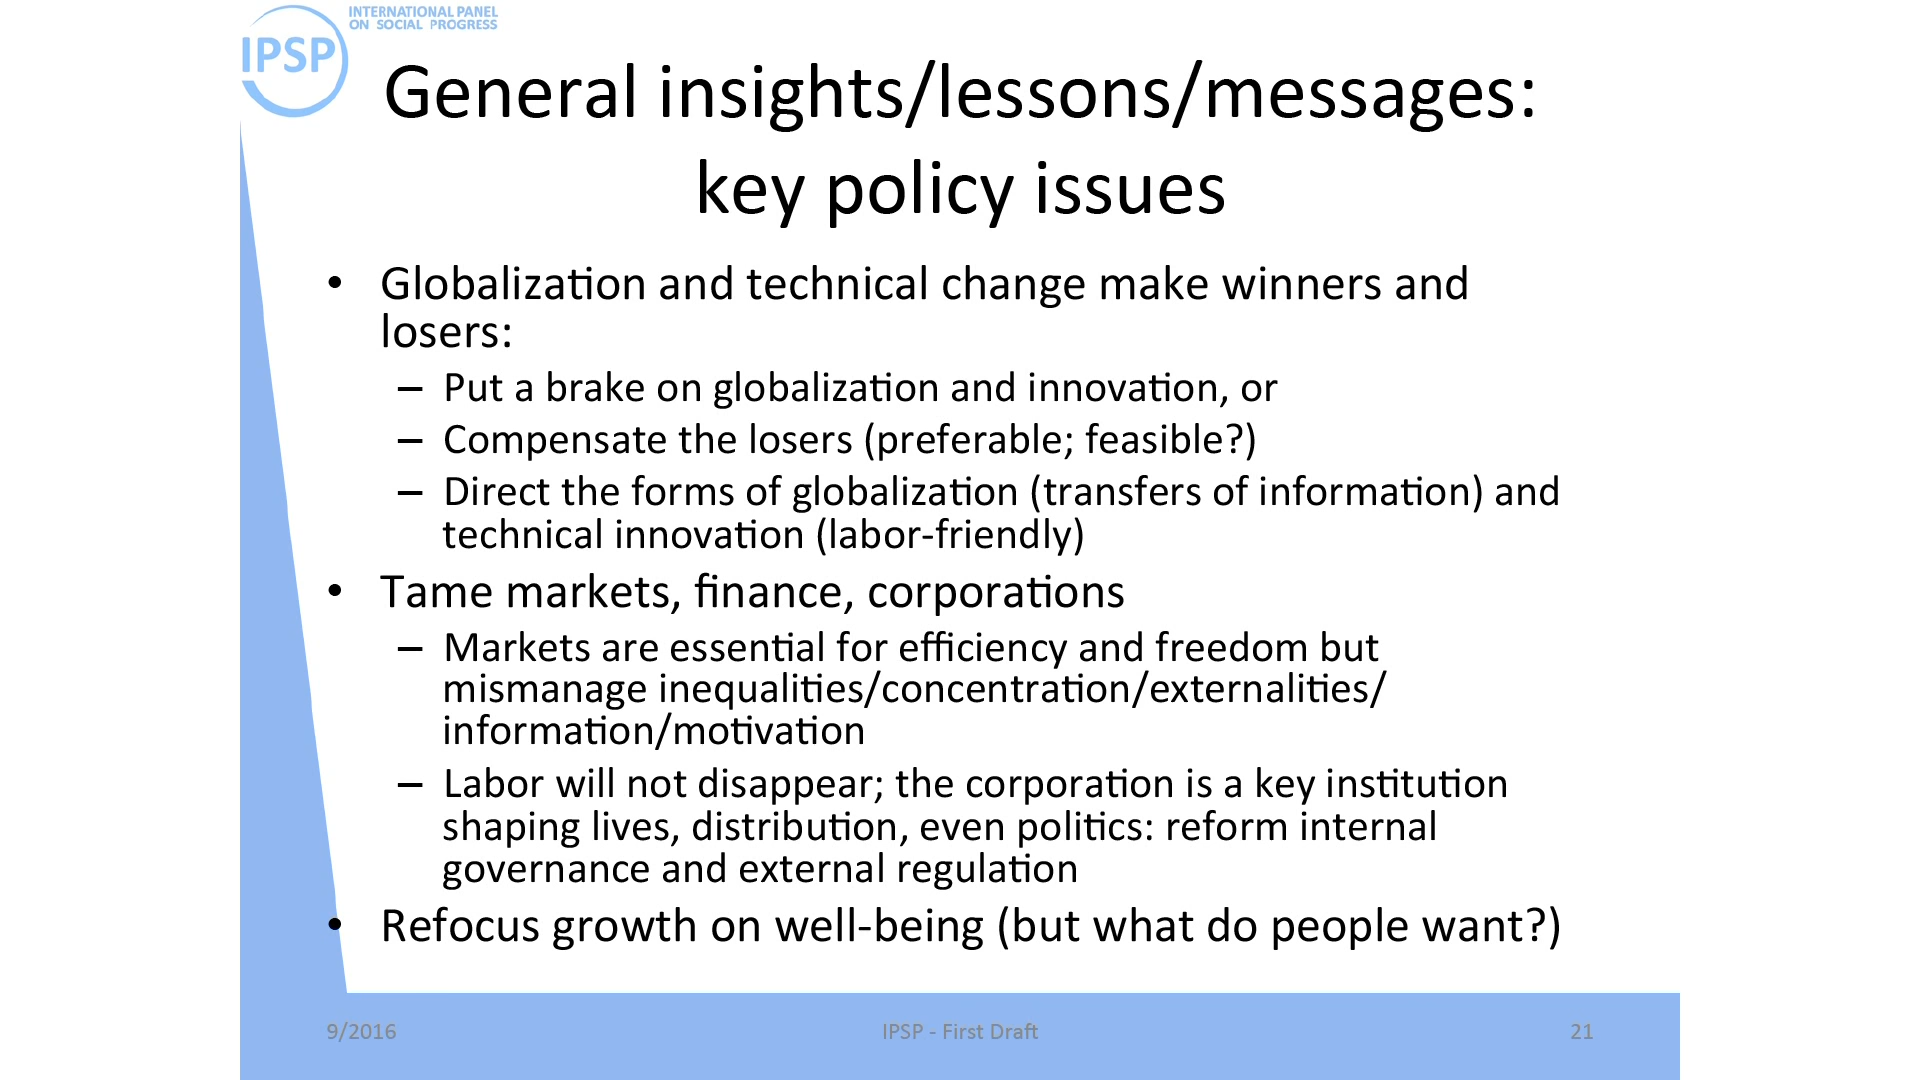 INTERNATIONAL PANEL
ON SOCIAL PROGRESS
IPSP
General insights/lessons/messages:
key policy issues
• Globalization and technical change make winners and
losers:
– Put a brake on globalization and innovation, or
– Compensate the losers (preferable; feasible?)
– Direct the forms of globalization (transfers of information) and
technical innovation (labor-friendly)
• Tame markets, finance, corporations
– Markets are essential for efficiency and freedom but
mismanage inequalities/concentration/externalities/
information/motivation
– Labor will not disappear; the corporation is a key institution
shaping lives, distribution, even politics: reform internal
governance and external regulation
• Refocus growth on well-being (but what do people want?)
9/2016
IPSP - First Draft
21